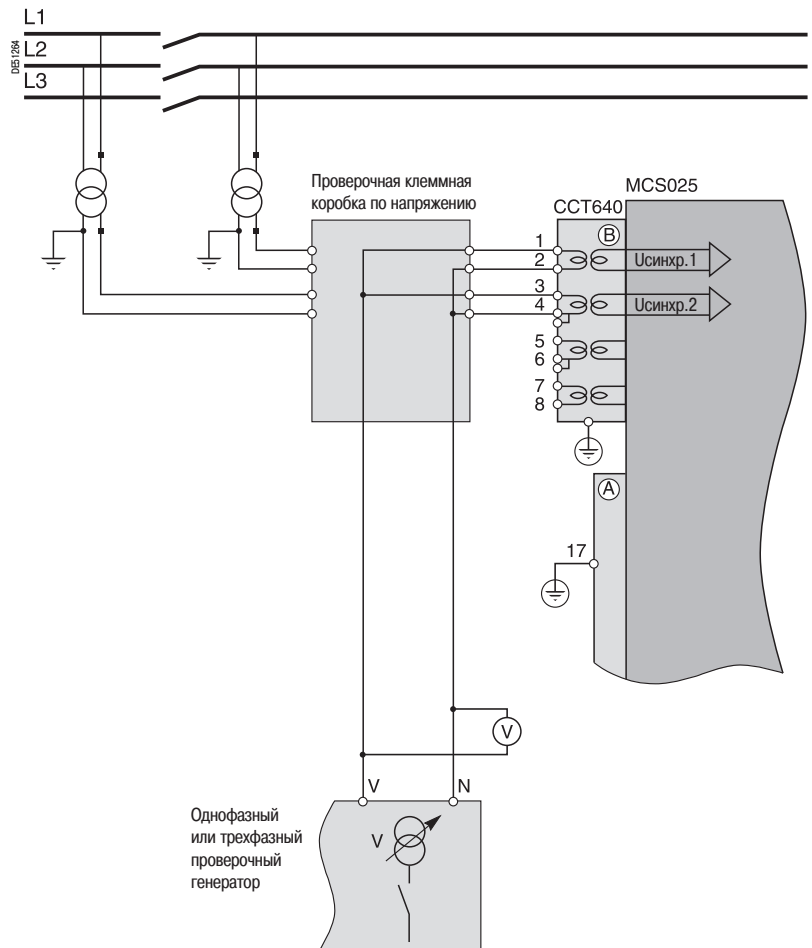 L1
DE51264
L2
L3
Проверочная клеммная
коробка по напряжению
MCS025
CCT640
B
1
2
Uсинхр.1
3
4
Uсинхр.2
5
6
7
8
A
17
V
V
N
Однофазный
или трехфазный
проверочный
генератор
V